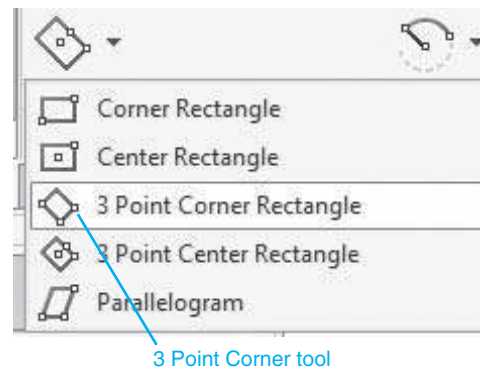 Corner Rectangle
Center Rectangle
3 Point Corner Rectangle
3 Point Center Rectangle
Parallelogram
3 Point Corner tool